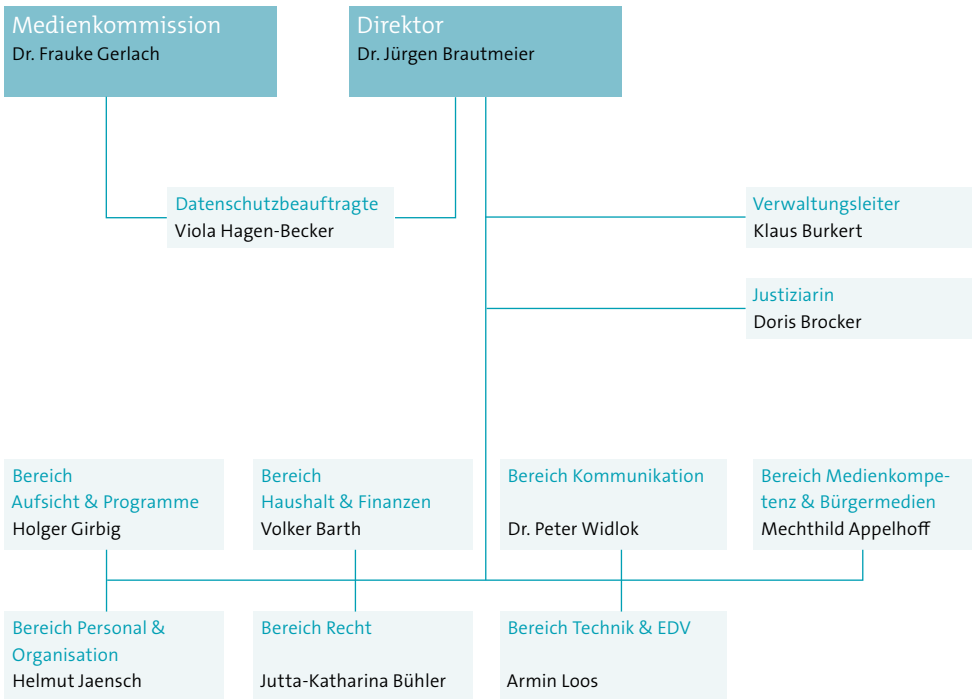 Medienkommission
Dr. Frauke Gerlach
Direktor
Dr. Jürgen Brautmeier
Datenschutzbeauftragte
Viola Hagen-Becker
Verwaltungsleiter
Klaus Burkert
Justiziarin
Doris Brocker
Bereich
Aufsicht & Programme
Holger Girbig
Bereich
Haushalt & Finanzen
Volker Barth
Bereich Kommunikation
Dr. Peter Widlok
Bereich Medienkompe-
tenz & Bürgermedien
Mechthild Appelhoff
Bereich Personal &
Organisation
Helmut Jaensch
Bereich Recht
Jutta-Katharina Bühler
Bereich Technik & EDV
Armin Loos